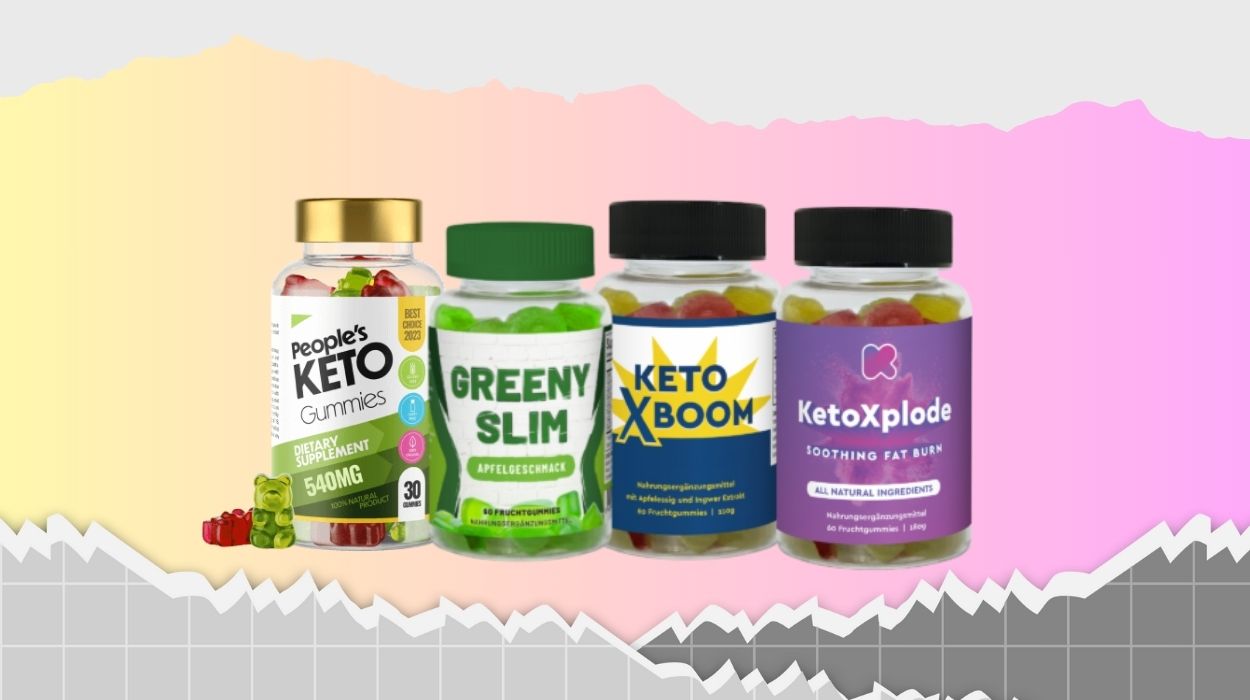 People's
KETO
Gummies
DIETARY
SUPPLEMENT
540MG
100% NATURAL
PRODUCT
BEST
CHOICE
2023
30
GUMMIES
GREENY
SLIM
APFELGESCHMACK
60 FRUCHTGUMMIES
NAHRUNGSERGÄNZUNGSMITTEL
KETO
XBOOM
Nahrungsergänzungsmittel
mit Apfelessig und Ingwer Extrakt
60 Fruchtgummies |
K
KetoXplode
SOOTHING FAT BURN
ALL NATURAL INGREDIENTS
Nahrungsergänzungsmittel
60 Fruchtgummies | 180g